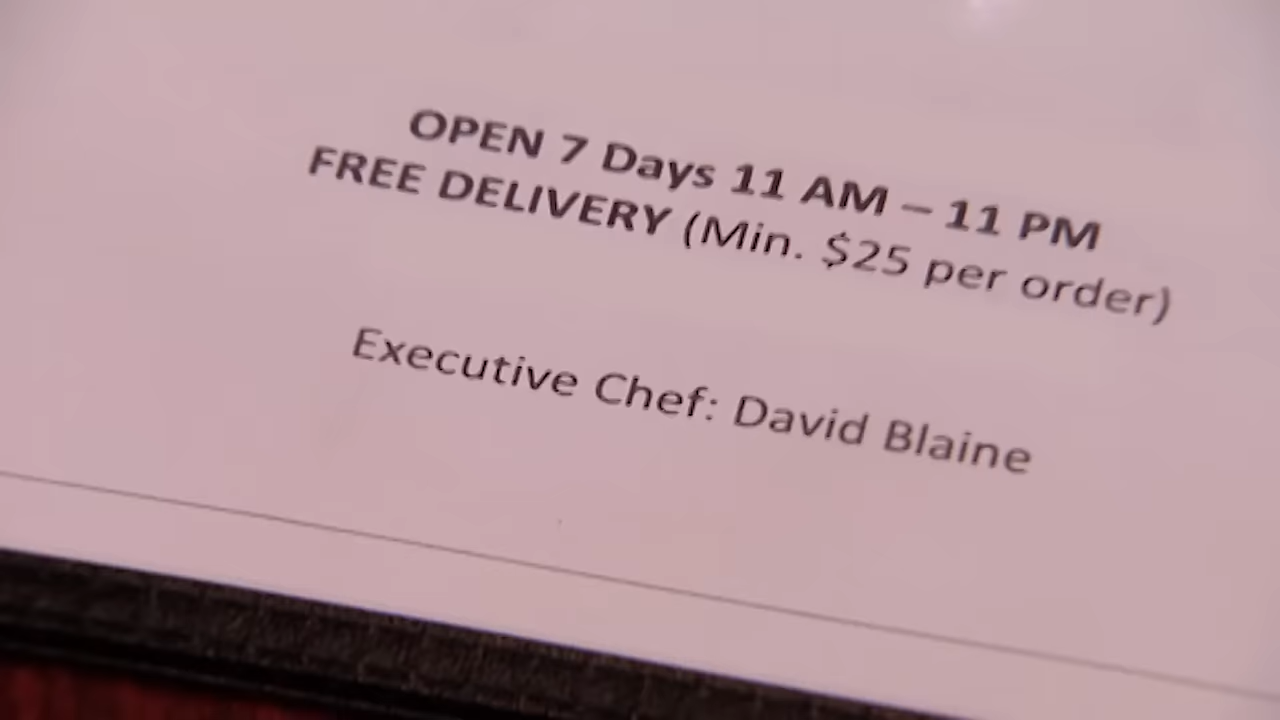 OPEN 7 Days 11 AM – 11 PM
FREE DELIVERY (Min. $25 per order)
Executive Chef: David Blaine